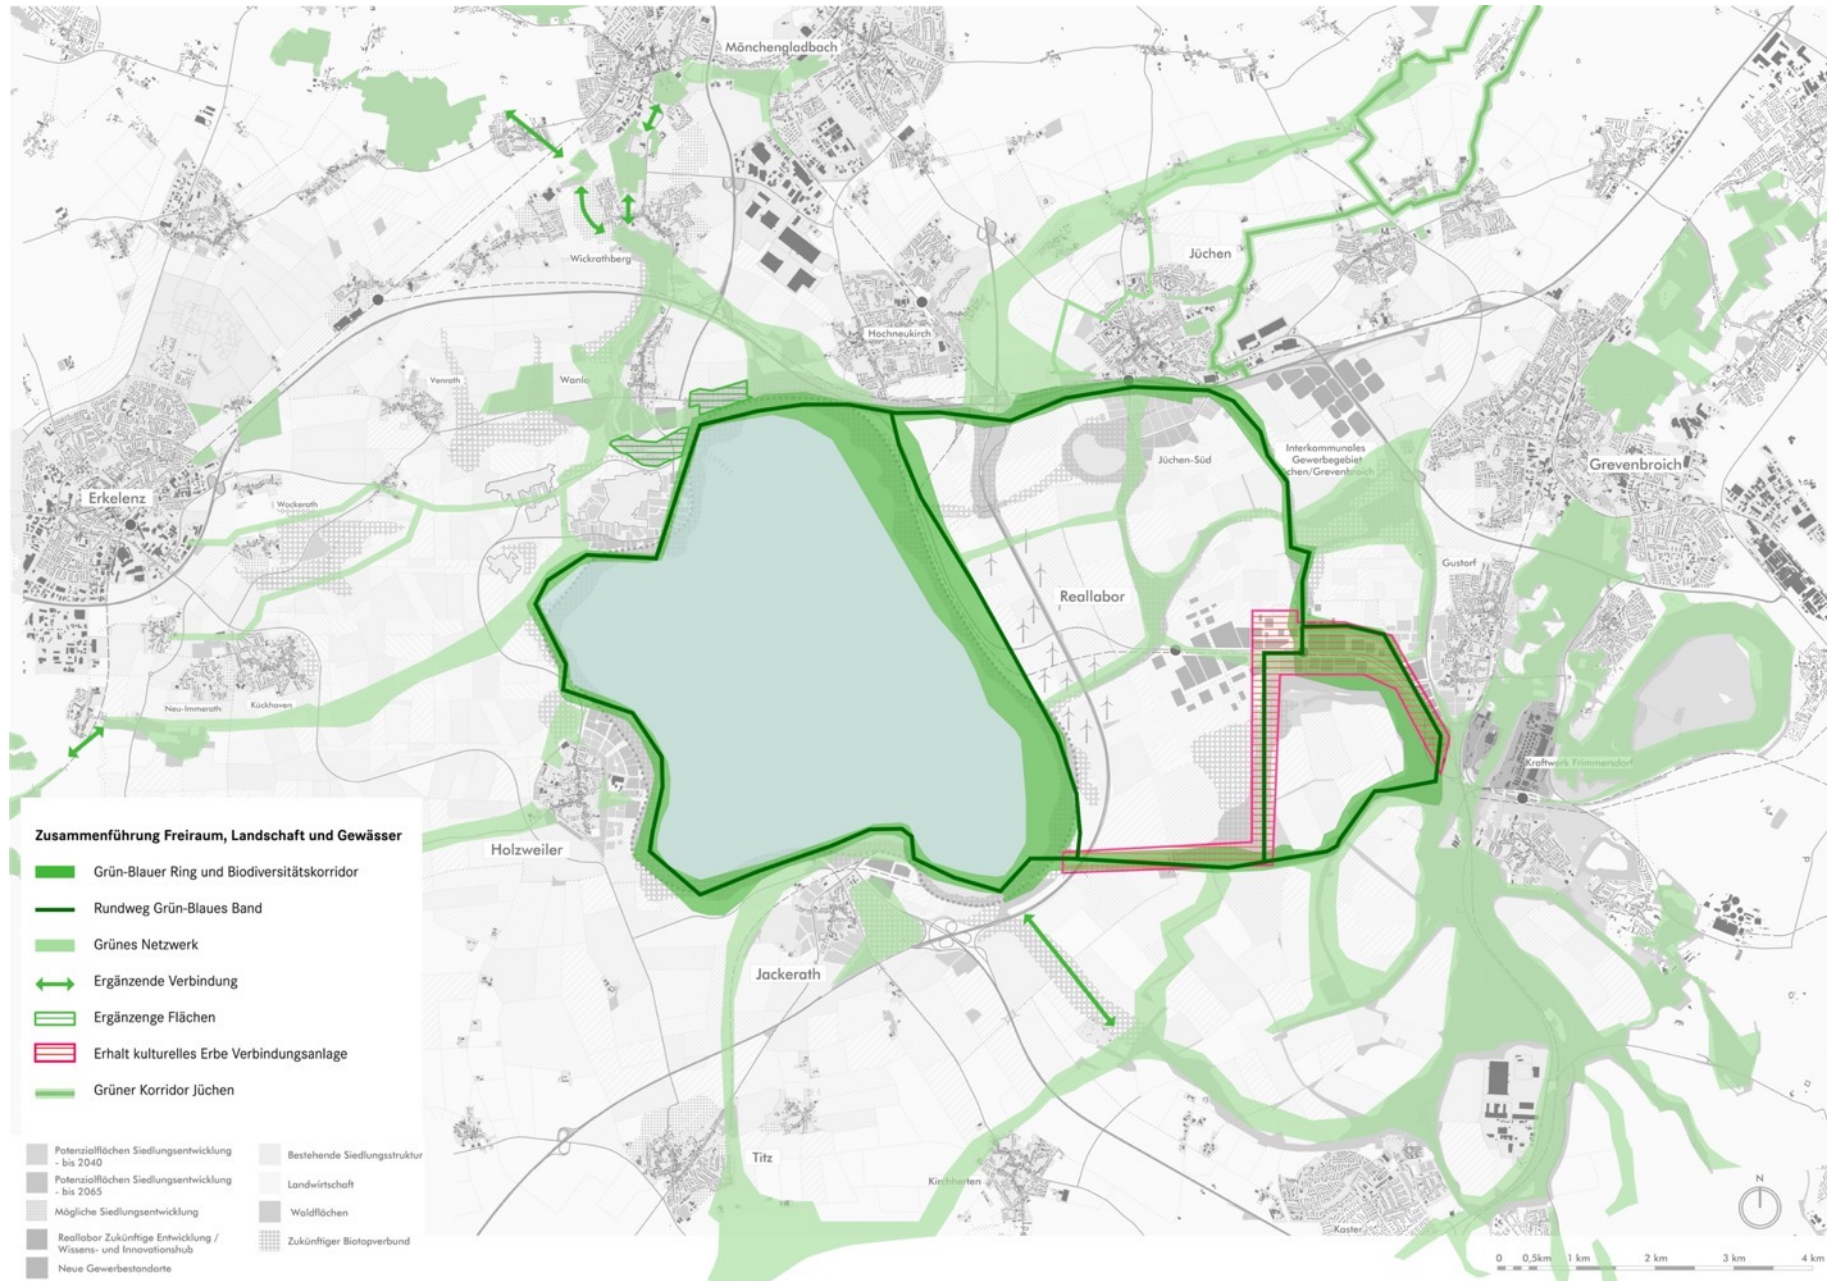 Mönchengladbach
Wickrathberg
Jüchen
Hochneukirch
Venrath
Wanlo
Jüchen-Süd
Interkommunales
Gewerbegebiet
chen/Grevenbroich
Grevenbroich
Erkelenz
Wockerath
Gustorf
Reallabor
Neu-Immerath
Kückhoven
Kraftwerk Frimmersdorf
Holzweiler
Jackerath
Titz
Kirchherten
Kaster
Zusammenführung Freiraum, Landschaft und Gewässer
Grün-Blauer Ring und Biodiversitätskorridor
Rundweg Grün-Blaues Band
Grünes Netzwerk
Ergänzende Verbindung
Ergänzenge Flächen
Erhalt kulturelles Erbe Verbindungsanlage
Grüner Korridor Jüchen
Potenzialflächen Siedlungsentwicklung
- bis 2040
Potenzialflächen Siedlungsentwicklung
- bis 2065
Mögliche Siedlungsentwicklung
Reallabor Zukünftige Entwicklung /
Wissens- und Innovationshub
Neue Gewerbestandorte
Bestehende Siedlungsstruktur
Landwirtschaft
Waldflächen
Zukünftiger Biotopverbund
N
0 0,5km 1 km 2 km 3 km 4 km